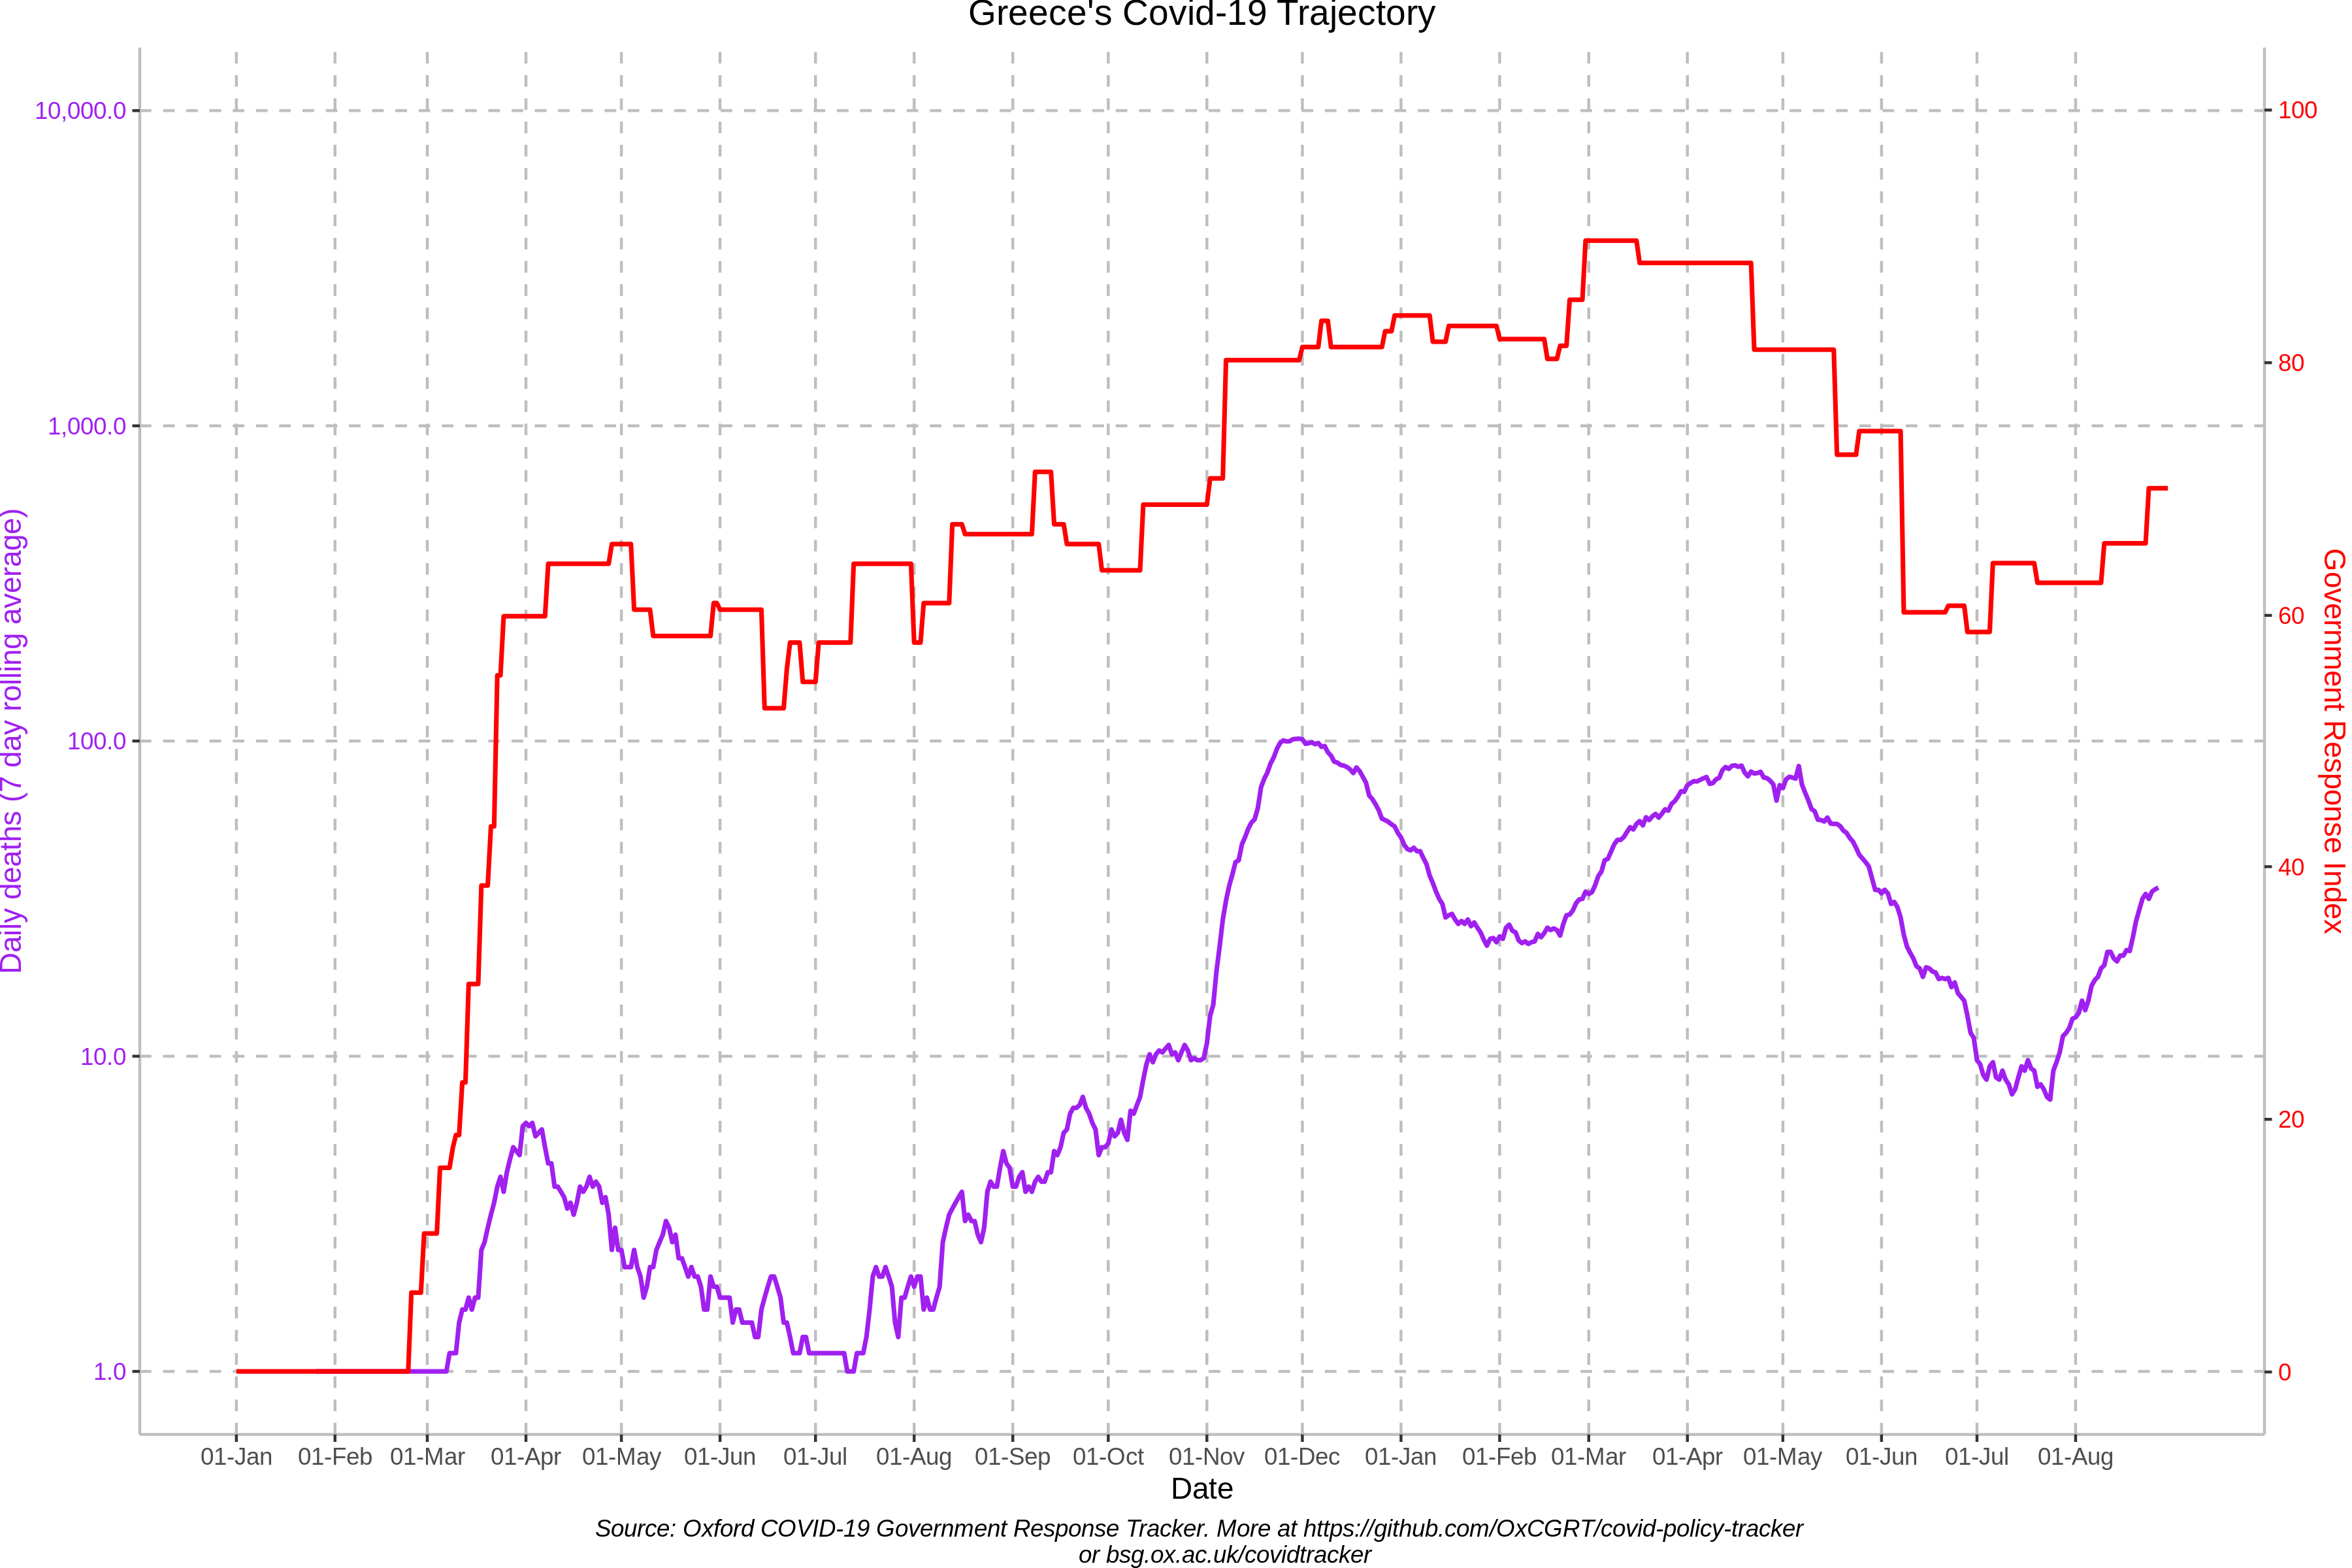 Greece's Covid-19 Trajectory
10,000.0
1,000.0
100.0
10.0
1.0
Daily deaths (7 day rolling average)
100
80
60
40
20
0
Government Response Index
01-Jan 01-Feb 01-Mar 01-Apr 01-May 01-Jun 01-Jul 01-Aug 01-Sep 01-Oct 01-Nov 01-Dec 01-Jan 01-Feb 01-Mar 01-Apr 01-May 01-Jun 01-Jul 01-Aug
Date
Source: Oxford COVID-19 Government Response Tracker. More at https://github.com/OxCGRT/covid-policy-tracker
or bsg.ox.ac.uk/covidtracker